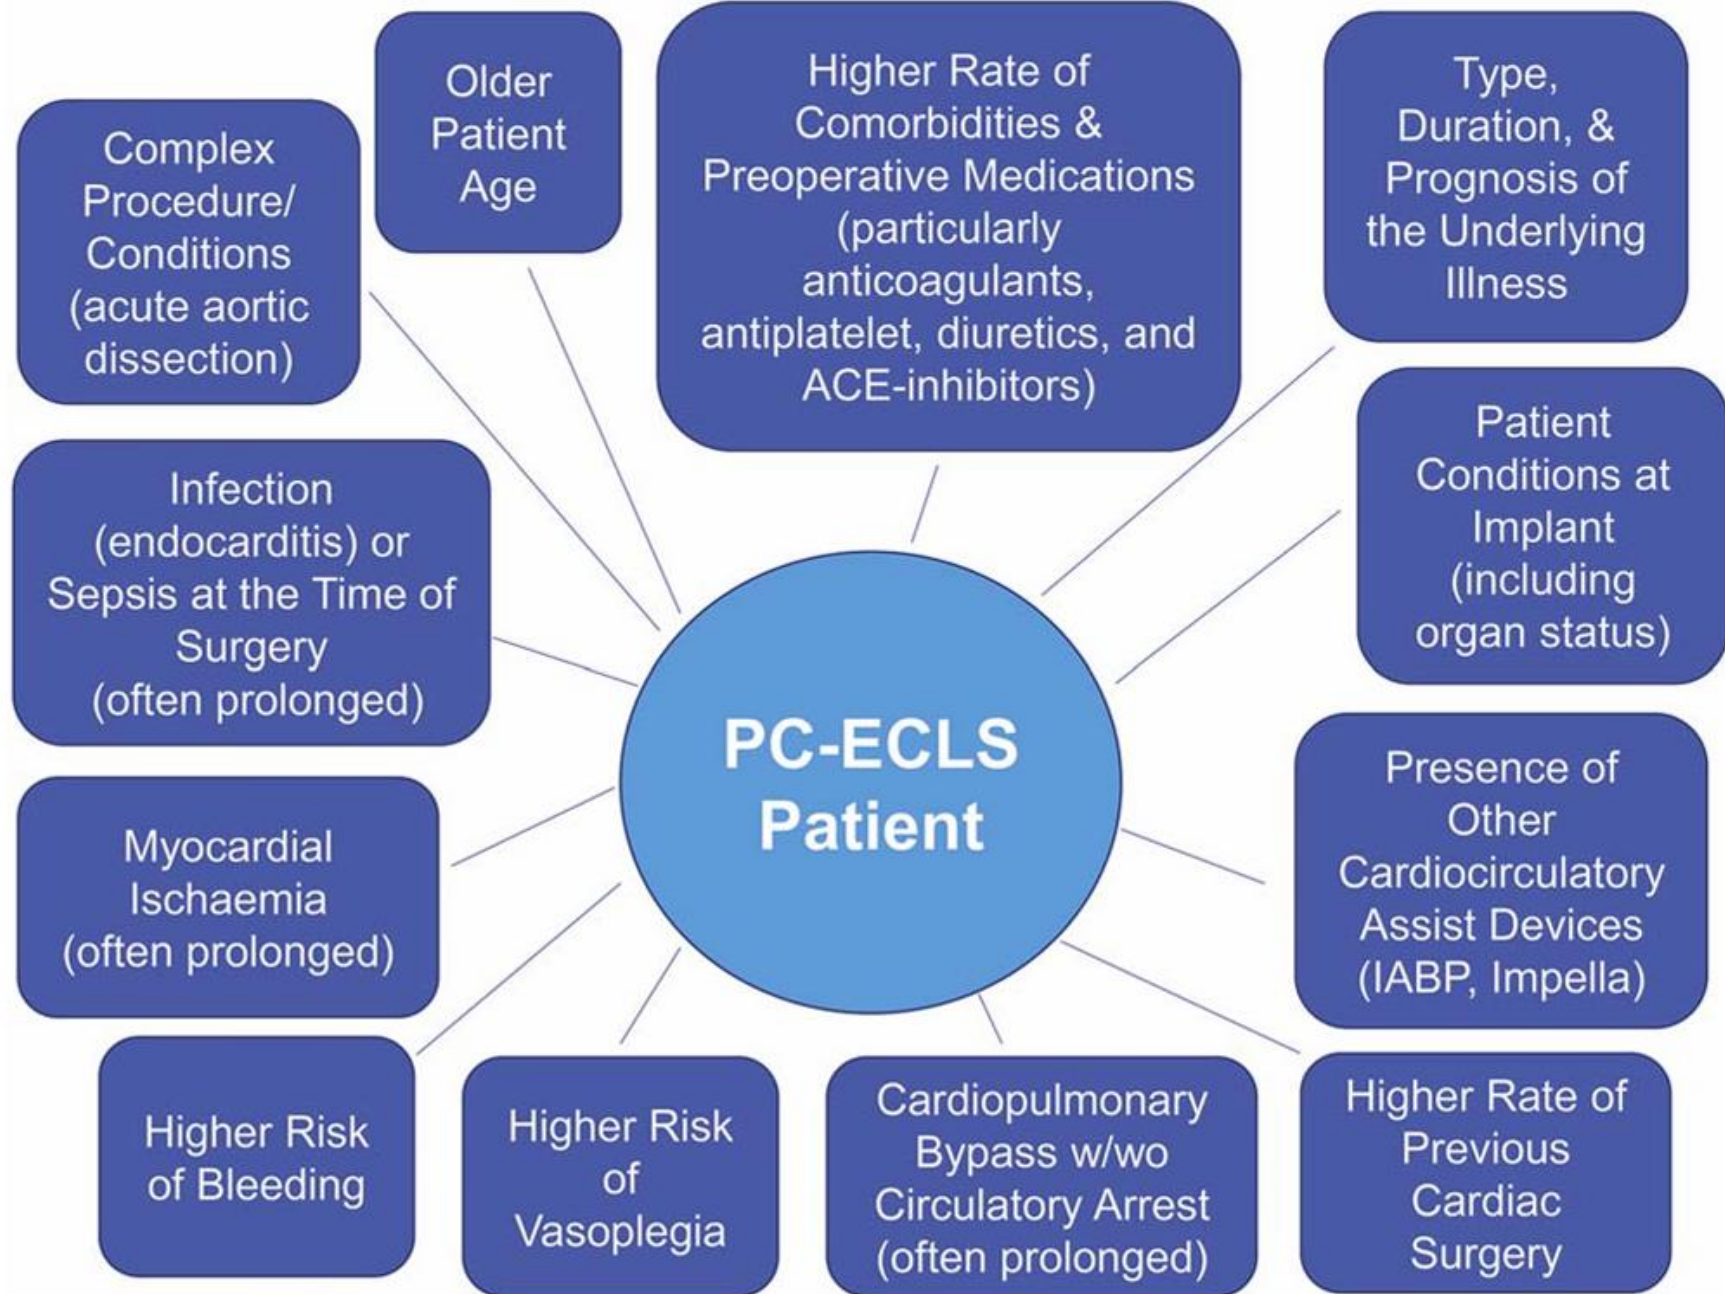 Older
Patient
Age
Higher Rate of
Comorbidities &
Preoperative Medications
(particularly
anticoagulants,
antiplatelet, diuretics, and
ACE-inhibitors)
Type,
Duration, &
Prognosis of
the Underlying
Illness
Complex
Procedure/
Conditions
(acute aortic
dissection)
Patient
Conditions at
Implant
(including
organ status)
Infection
(endocarditis) or
Sepsis at the Time of
Surgery
(often prolonged)
PC-ECLS
Patient
Presence of
Other
Cardiocirculatory
Assist Devices
(IABP, Impella)
Myocardial
Ischaemia
(often prolonged)
Higher Risk
of Bleeding
Higher Risk
of
Vasoplegia
Cardiopulmonary
Bypass w/wo
Circulatory Arrest
(often prolonged)
Higher Rate of
Previous
Cardiac
Surgery